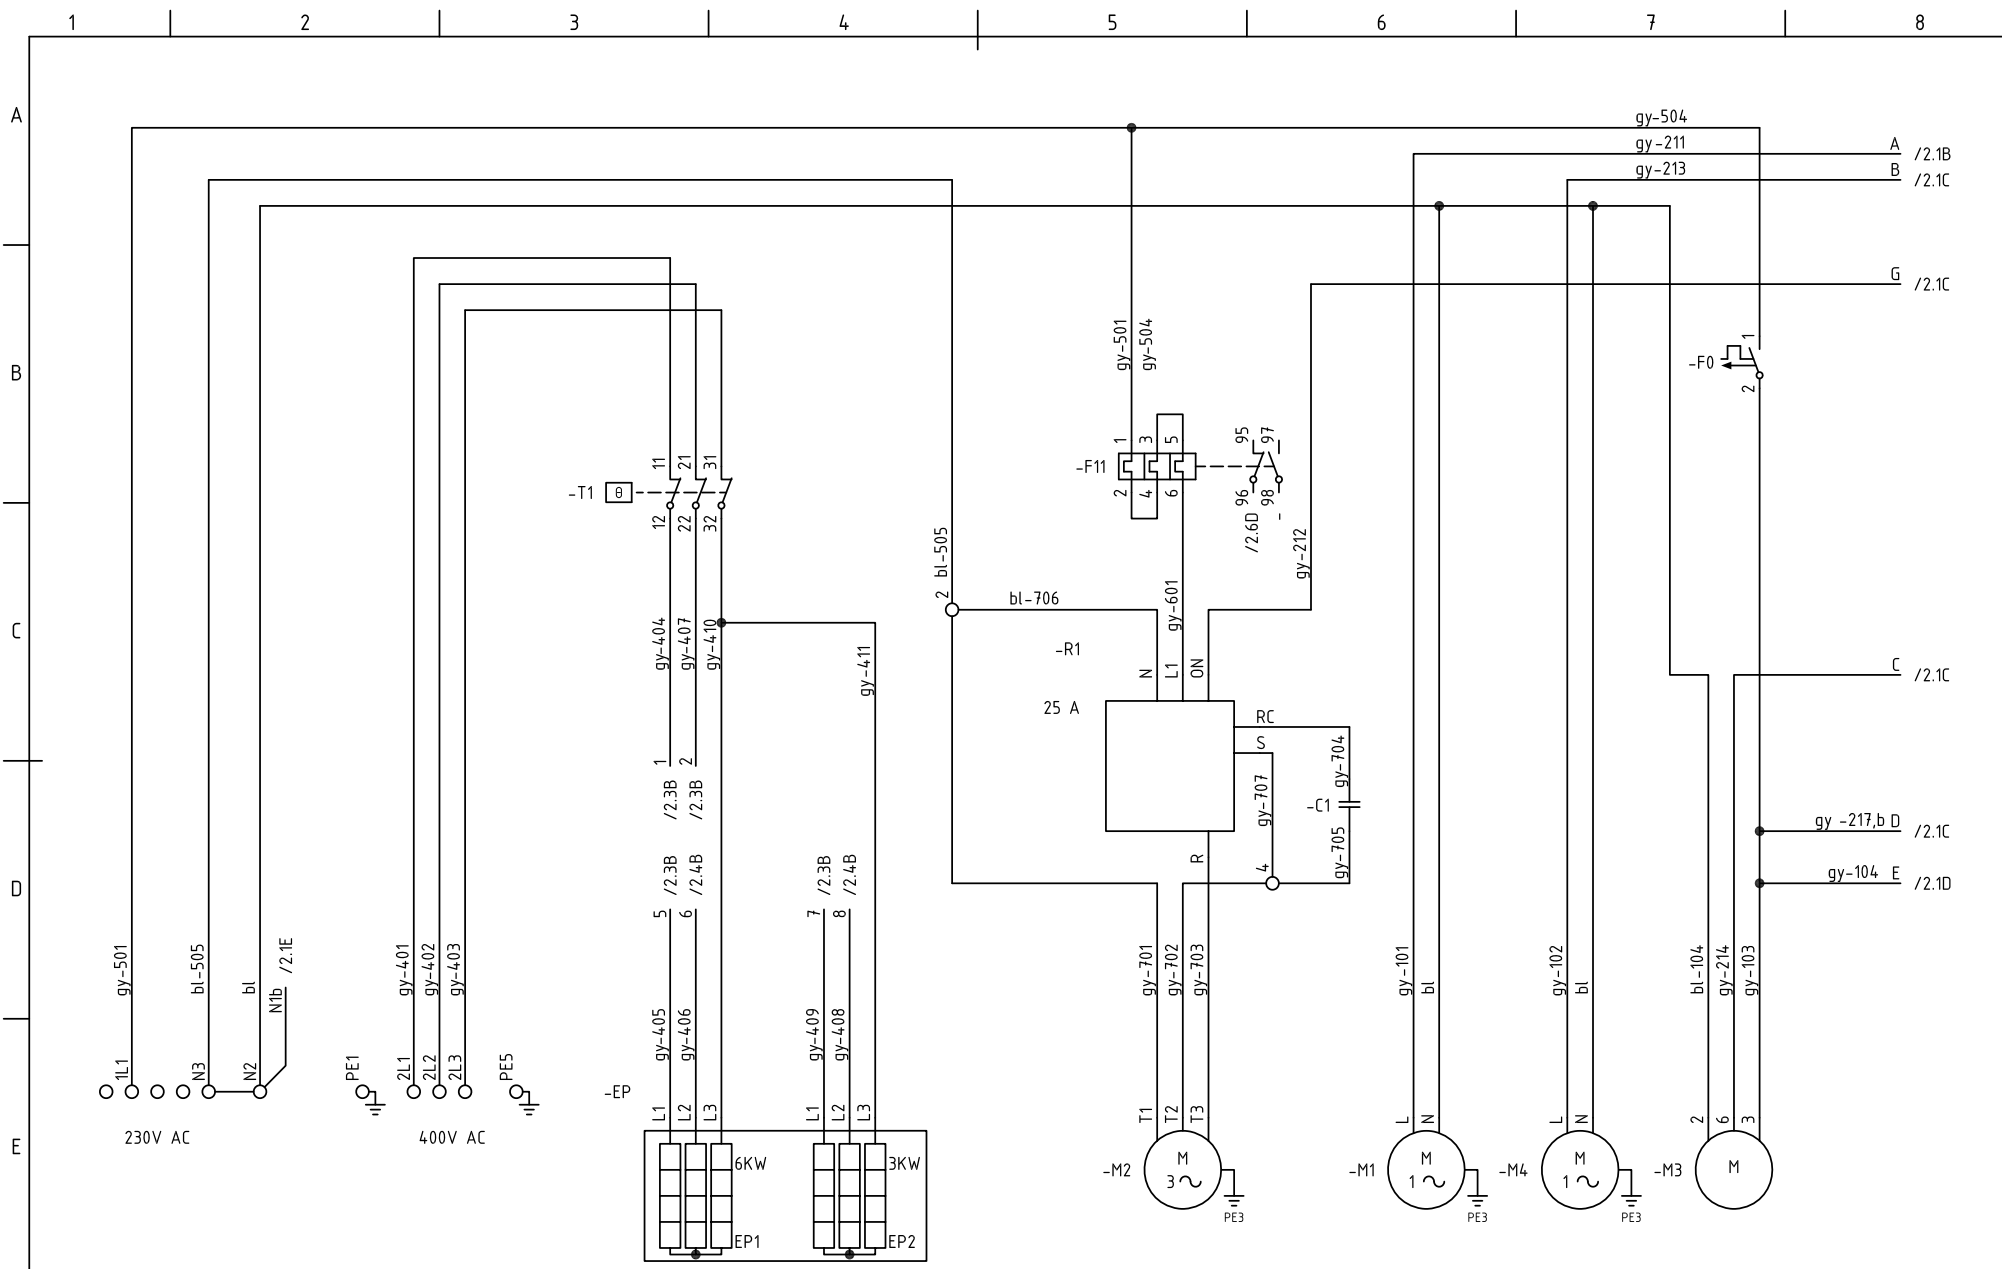 1 2 3 4 5 6 7 8
A
gy-504
gy-211 A /2.1B
gy-213 B /2.1C
G /2.1C
gy-501 gy-504
1
B -F0
2
95 97
11 21 31 1 3 5
-F11
-T1 θ
2 4 6 96 98
12 22 32 /2.6D -
bl-505 gy-212
2 bl-706 gy-601
C gy-404 gy-407 gy-410
-R1
gy-411 N L1 ON C /2.1C
25 A
RC
S
1 2 gy-704
/2.3B /2.3B gy-707 -C1
gy -217,b D /2.1C
gy-705
R 4
D /2.3B /2.4B /2.3B /2.4B gy-104 E /2.1D
5 6 7 8
gy-501 bl-505 bl N1b /2.1E gy-401 gy-402 gy-403 gy-701 gy-702 gy-703 gy-101 bl gy-102 bl bl-104 gy-214 gy-103
gy-405 gy-406 gy-409 gy-408
1L1 N3 N2 PE1 2L1 2L2 2L3 PE5
-EP
L1 L2 L3 L1 L2 L3 T1 T2 T3 L N L N 2 6 3
230V AC 400V AC
E
6KW 3KW -M2 M 3 -M1 M 1 -M4 M 1 -M3 M
PE3 PE3 PE3
EP1 EP2